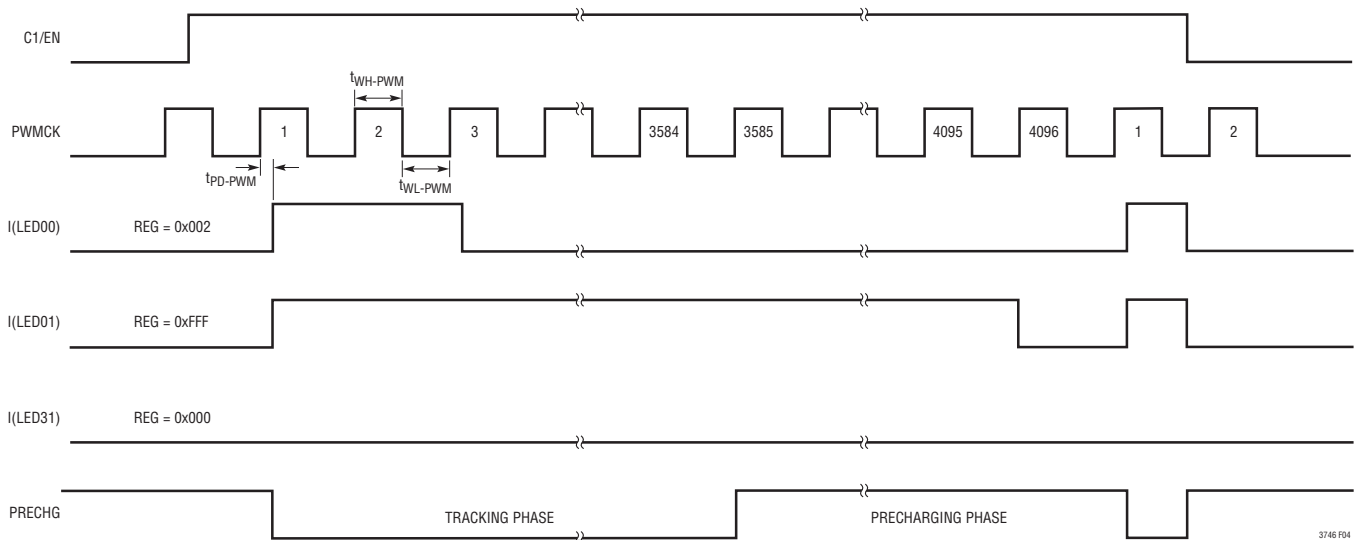 C1/EN
tWH-PWM
PWMCK
1 2 3 3584 3585 4095 4096 1 2
tPD-PWM
tWL-PWM
I(LED00) REG = 0x002
I(LED01) REG = 0xFFF
I(LED31) REG = 0x000
PRECHG TRACKING PHASE PRECHARGING PHASE
3746 F04